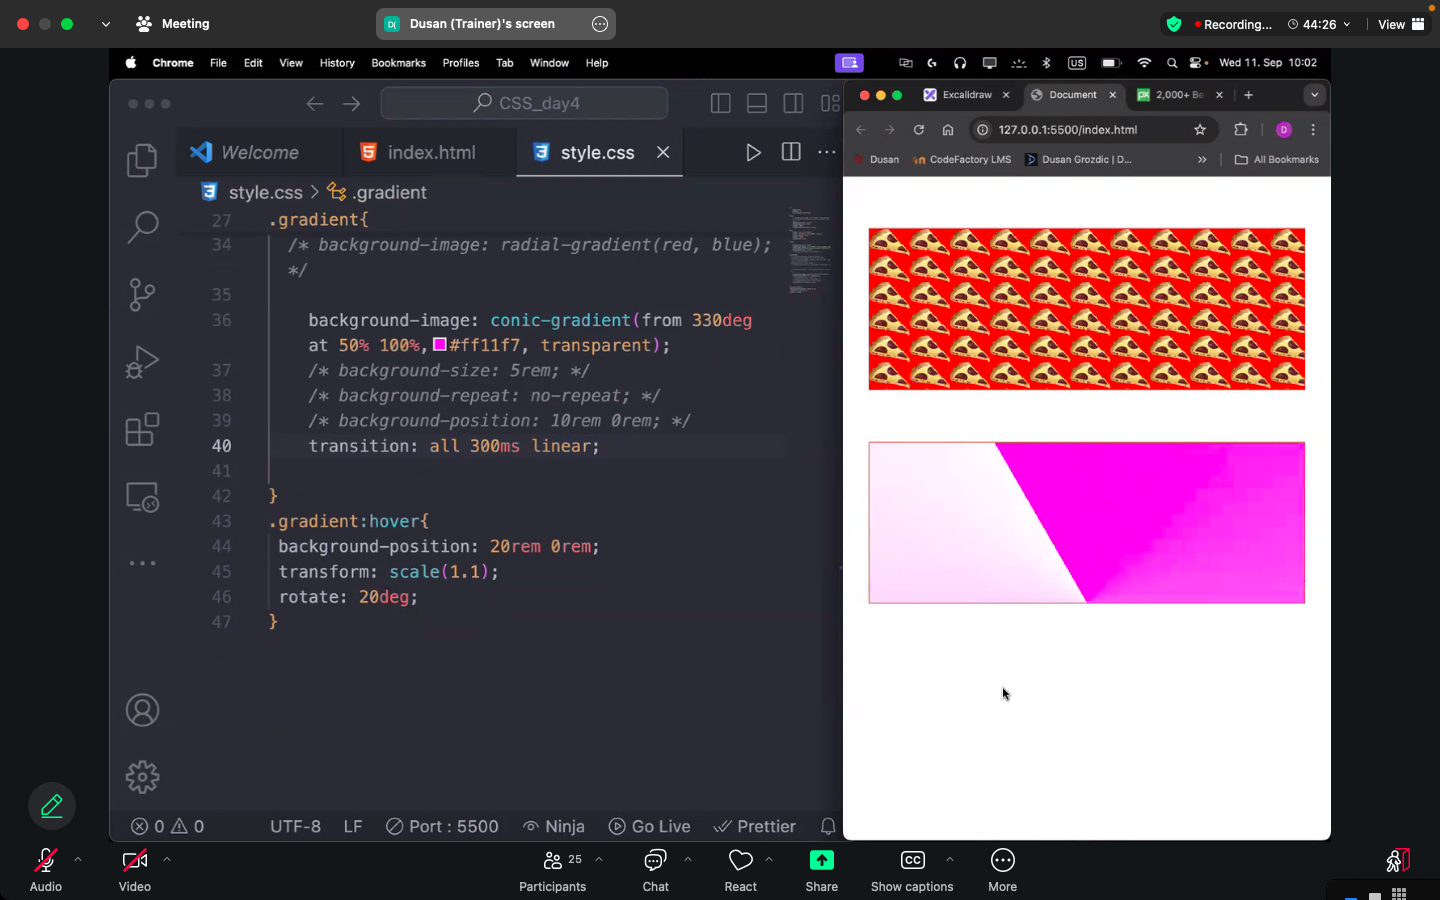 Meeting
D( Dusan (Trainer)'s screen
Recording...
44:26
View
Chrome File Edit View History Bookmarks Profiles Tab Window Help
US
Wed 11. Sep 10:02
CSS_day4
Excalidraw
Document
2,000+ Be
127.0.0.1:5500/index.html
D
Dusan
CodeFactory LMS
Dusan Grozdic | D...
All Bookmarks
Welcome
index.html
style.css
style.css > .gradient
27 .gradient{
34 /* background-image: radial-gradient(red, blue);
*/
35
36 background-image: conic-gradient(from 330deg
at 50% 100%, #ff11f7, transparent);
37 /* background-size: 5rem; */
38 /* background-repeat: no-repeat; */
39 /* background-position: 10rem 0rem; */
40 transition: all 300ms linear;
41
42 }
43 .gradient:hover{
44 background-position: 20rem 0rem;
45 transform: scale(1.1);
46 rotate: 20deg;
47 }
0 0 UTF-8 LF Port : 5500 Ninja Go Live Prettier
Audio
Video
25
Participants
Chat
React
Share
CC
Show captions
More